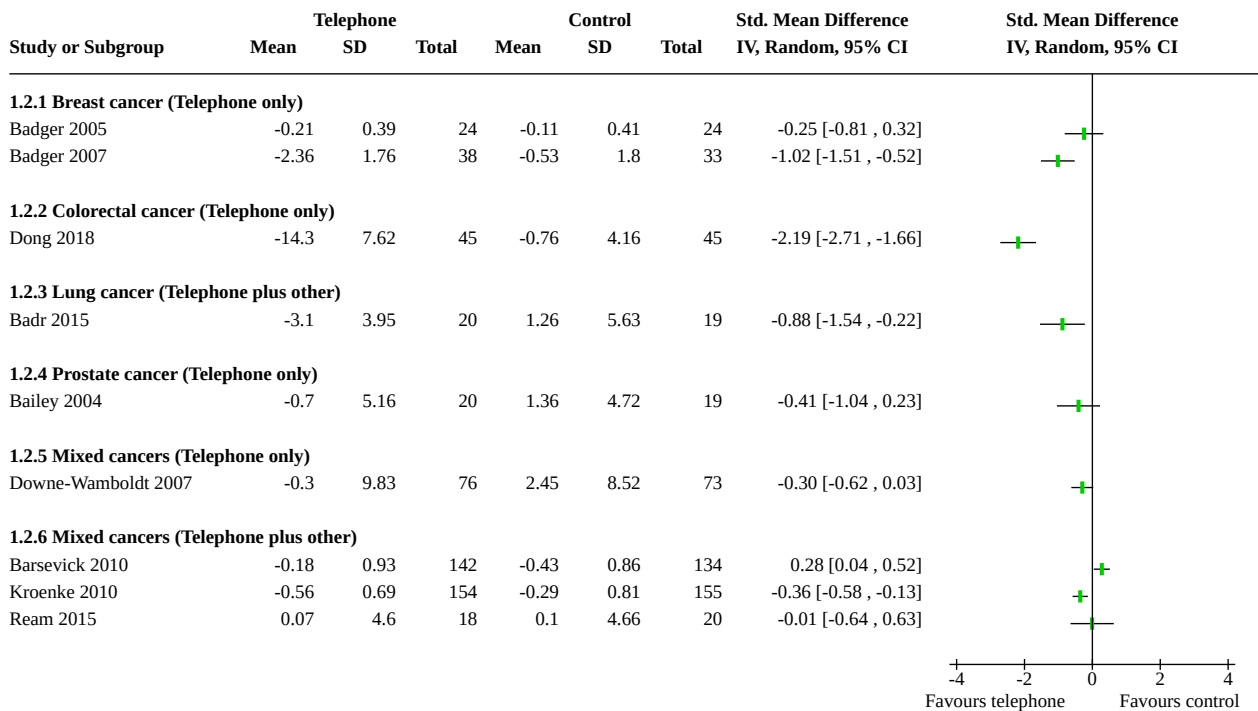 Telephone Control Std. Mean Difference Std. Mean Difference
Study or Subgroup Mean SD Total Mean SD Total IV, Random, 95% CI IV, Random, 95% CI
1.2.1 Breast cancer (Telephone only)
Badger 2005 -0.21 0.39 24 -0.11 0.41 24 -0.25 [-0.81 , 0.32]
Badger 2007 -2.36 1.76 38 -0.53 1.8 33 -1.02 [-1.51 , -0.52]
1.2.2 Colorectal cancer (Telephone only)
Dong 2018 -14.3 7.62 45 -0.76 4.16 45 -2.19 [-2.71 , -1.66]
1.2.3 Lung cancer (Telephone plus other)
Badr 2015 -3.1 3.95 20 1.26 5.63 19 -0.88 [-1.54 , -0.22]
1.2.4 Prostate cancer (Telephone only)
Bailey 2004 -0.7 5.16 20 1.36 4.72 19 -0.41 [-1.04 , 0.23]
1.2.5 Mixed cancers (Telephone only)
Downe-Wamboldt 2007 -0.3 9.83 76 2.45 8.52 73 -0.30 [-0.62 , 0.03]
1.2.6 Mixed cancers (Telephone plus other)
Barsevick 2010 -0.18 0.93 142 -0.43 0.86 134 0.28 [0.04 , 0.52]
Kroenke 2010 -0.56 0.69 154 -0.29 0.81 155 -0.36 [-0.58 , -0.13]
Ream 2015 0.07 4.6 18 0.1 4.66 20 -0.01 [-0.64 , 0.63]
-4 -2 0 2 4
Favours telephone Favours control